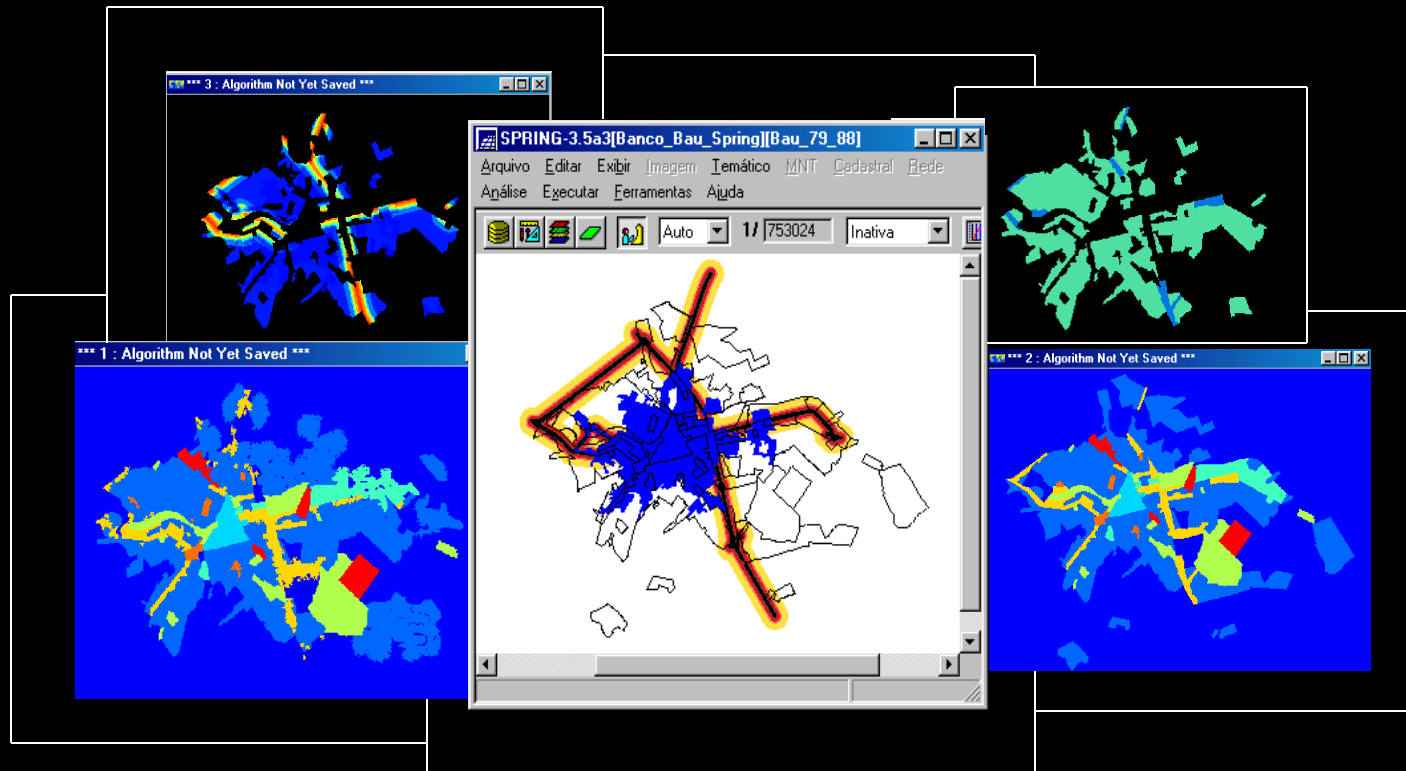 *** 3 : Algorithm Not Yet Saved ***
SPRING-3.5a3[Banco_Bau_Spring][Bau_79_88]
Arquivo Editar Exibir Imagem Temático MNT Cadastral Rede
Análise Executar Ferramentas Ajuda
Auto 1/ 753024 Inativa
*** 1 : Algorithm Not Yet Saved ***
*** 2 : Algorithm Not Yet Saved ***